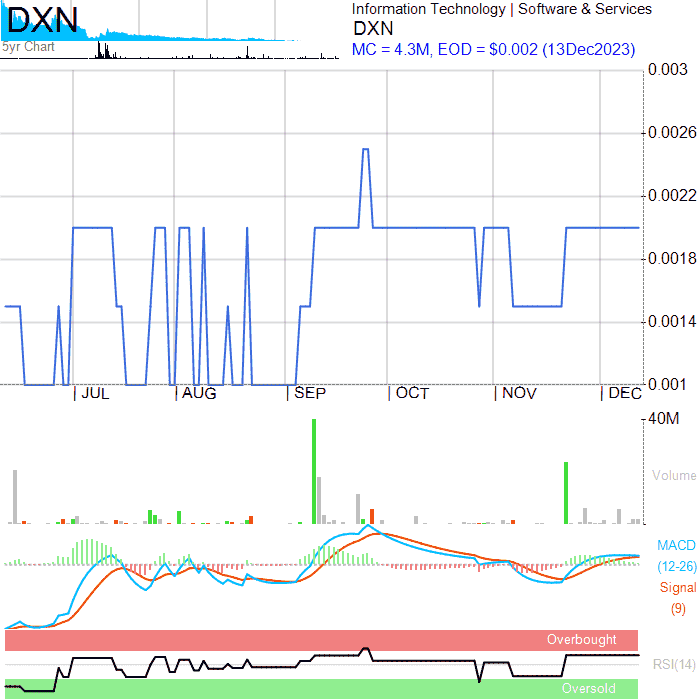 DXN
5yr Chart
Information Technology | Software & Services
DXN
MC = 4.3M, EOD = $0.002 (13Dec2023)
0.003
0.0026
0.0022
0.0018
0.0014
0.001
| JUL | AUG | SEP | OCT | NOV | DEC
40M
Volume
MACD
(12-26)
Signal
(9)
Overbought
RSI(14)
Oversold